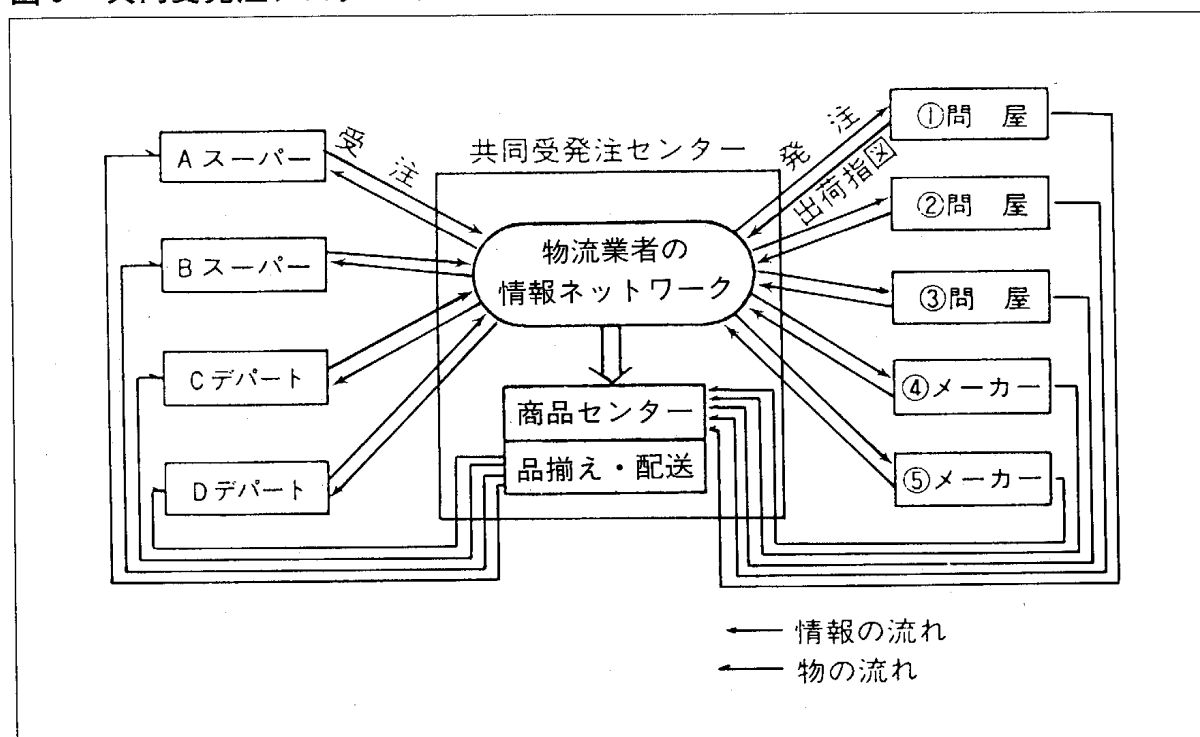 共同受発注センター
受注
発注
出荷指図
Aスーパー
Bスーパー
Cデパート
Dデパート
物流業者の
情報ネットワーク
商品センター
品揃え・配送
①問 屋
②問 屋
③問 屋
④メーカー
⑤メーカー
情報の流れ
物の流れ